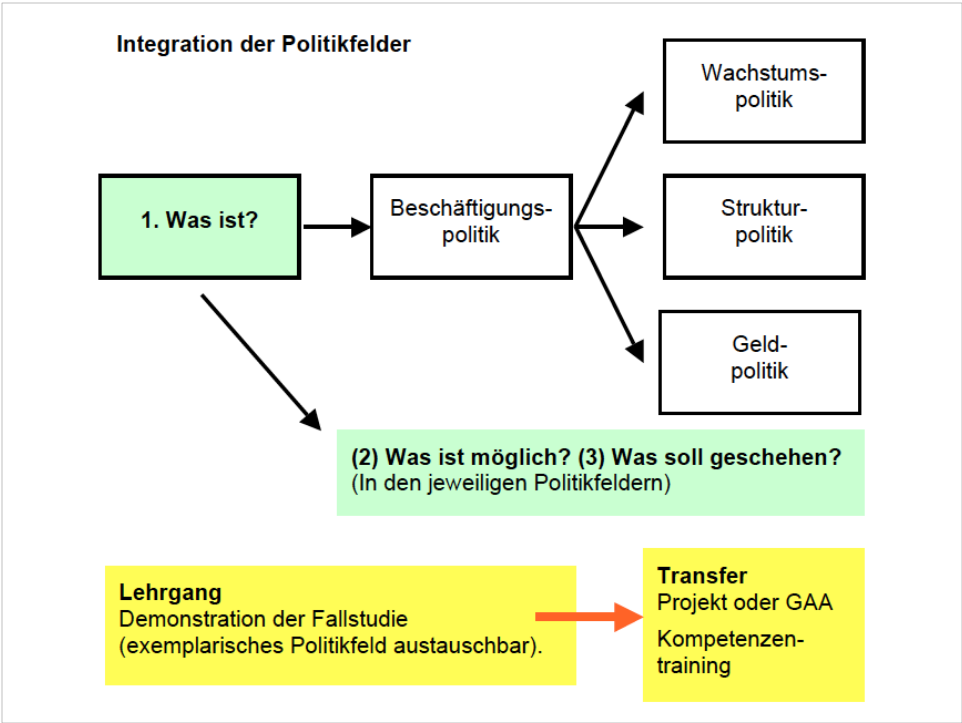 Integration der Politikfelder
Wachstums-
politik
1. Was ist?
Beschäftigungs-
politik
Struktur-
politik
Geld-
politik
(2) Was ist möglich? (3) Was soll geschehen?
(In den jeweiligen Politikfeldern)
Lehrgang
Demonstration der Fallstudie
(exemplarisches Politikfeld austauschbar).
Transfer
Projekt oder GAA
Kompetenzen-
training